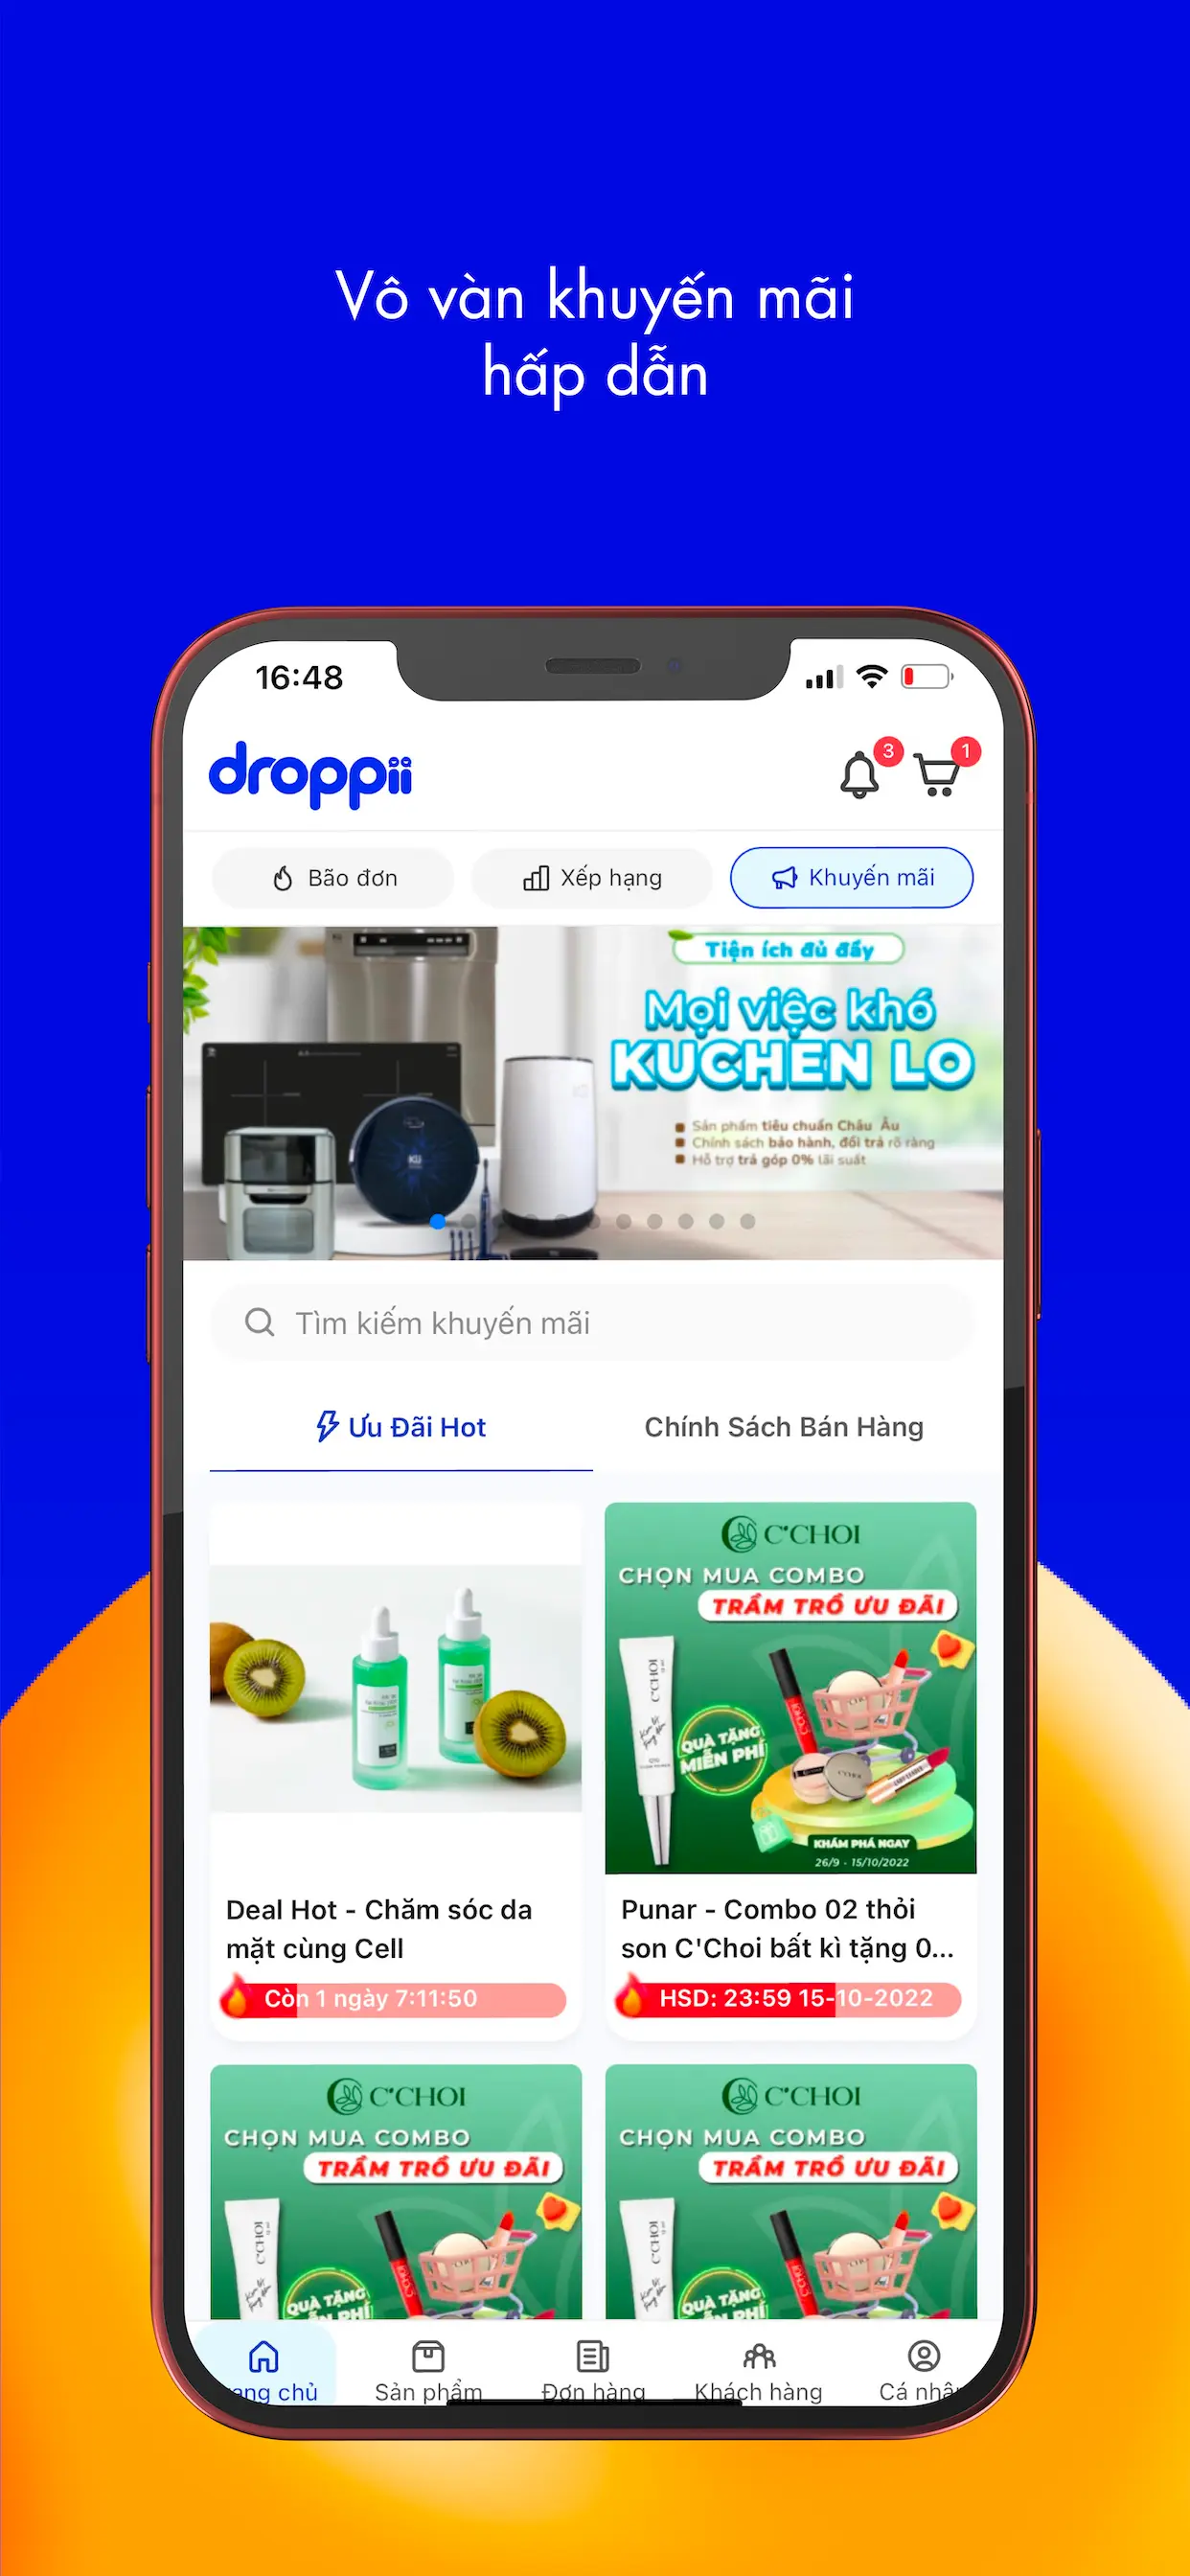 Vô vàn khuyến mãi
hấp dẫn
16:48
droppii
3
1
Bão đơn
Xếp hạng
Khuyến mãi
Tiện ích đủ đầy
Mọi việc khó
KUCHEN LO
Sản phẩm tiêu chuẩn Châu Âu
Chính sách bảo hành, đổi trả rõ ràng
Hỗ trợ trả góp 0% lãi suất
Tìm kiếm khuyến mãi
Ưu Đãi Hot
Chính Sách Bán Hàng
C'CHOI
CHỌN MUA COMBO
TRẦM TRỒ ƯU ĐÃI
C'CHOI
QUÀ TẶNG
MIỄN PHÍ
KHÁM PHÁ NGAY
26/9 - 15/10/2022
Deal Hot - Chăm sóc da
mặt cùng Cell
Còn 1 ngày 7:11:50
Punar - Combo 02 thỏi
son C'Choi bất kì tặng 0...
HSD: 23:59 15-10-2022
C'CHOI
CHỌN MUA COMBO
TRẦM TRỒ ƯU ĐÃI
C'CHOI
QUÀ TẶNG
C'CHOI
CHỌN MUA COMBO
TRẦM TRỒ ƯU ĐÃI
C'CHOI
QUÀ TẶNG
ang chủ
Sản phẩm
Đơn hàng
Khách hàng
Cá nhân